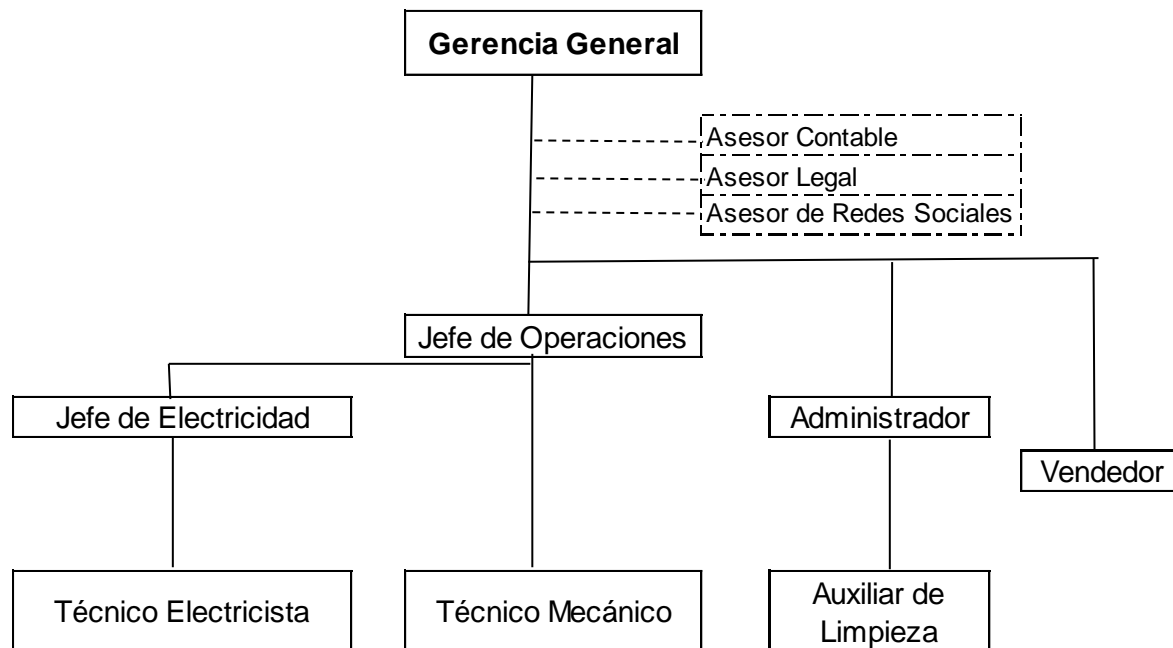 Gerencia General
Asesor Contable
Asesor Legal
Asesor de Redes Sociales
Jefe de Operaciones
Jefe de Electricidad
Administrador
Vendedor
Técnico Electricista
Técnico Mecánico
Auxiliar de
Limpieza